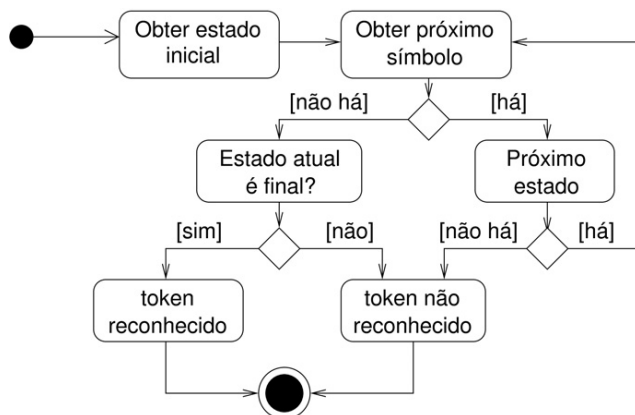 Obter estado
inicial
Obter próximo
símbolo
[não há]
[há]
Estado atual
é final?
Próximo
estado
[sim]
[não]
[não há]
[há]
token
reconhecido
token não
reconhecido